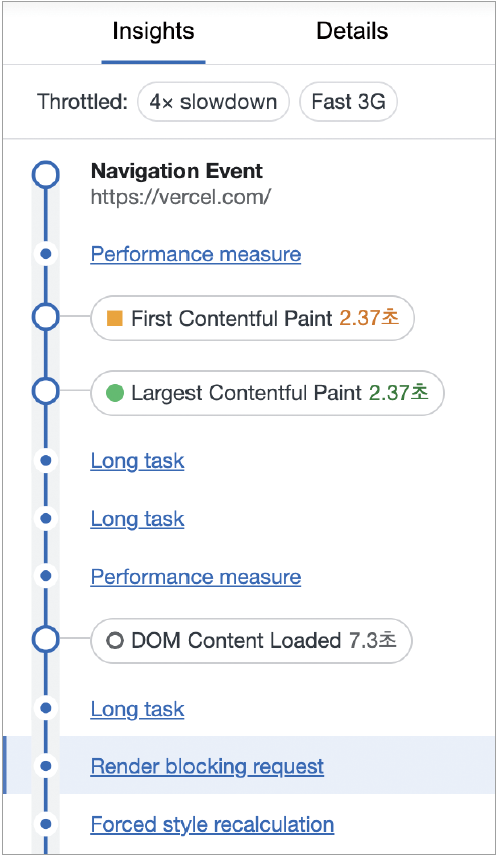 Insights Details
Throttled: 4× slowdown Fast 3G
Navigation Event
https://vercel.com/
Performance measure
First Contentful Paint 2.37초
Largest Contentful Paint 2.37초
Long task
Long task
Performance measure
DOM Content Loaded 7.3초
Long task
Render blocking request
Forced style recalculation